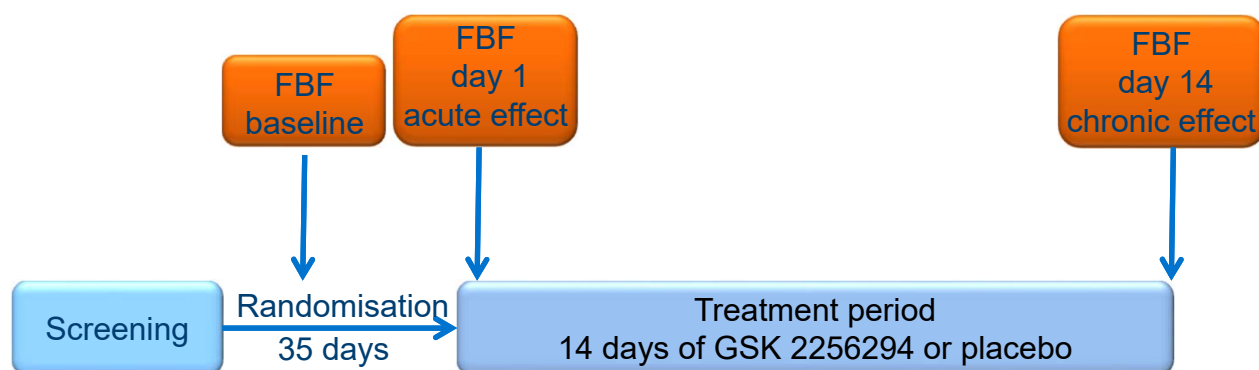 FBF
baseline
FBF
day 1
acute effect
FBF
day 14
chronic effect
Screening
Randomisation
35 days
Treatment period
14 days of GSK 2256294 or placebo